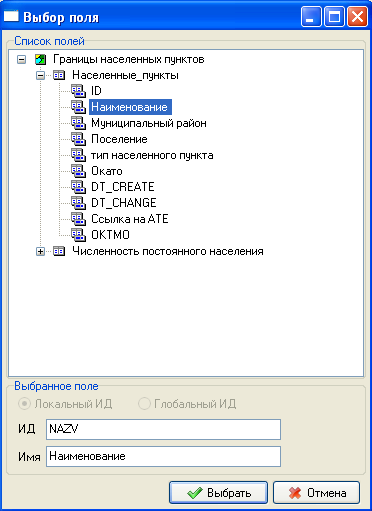 Выбор поля
Список полей
Границы населенных пунктов
Населенные_пункты
ID
Наименование
Муниципальный район
Поселение
тип населенного пункта
Окато
DT_CREATE
DT_CHANGE
Ссылка на ATE
OKTMO
Численность постоянного населения
Выбранное поле
Локальный ИД Глобальный ИД
ИД NAZV
Имя Наименование
Выбрать Отмена